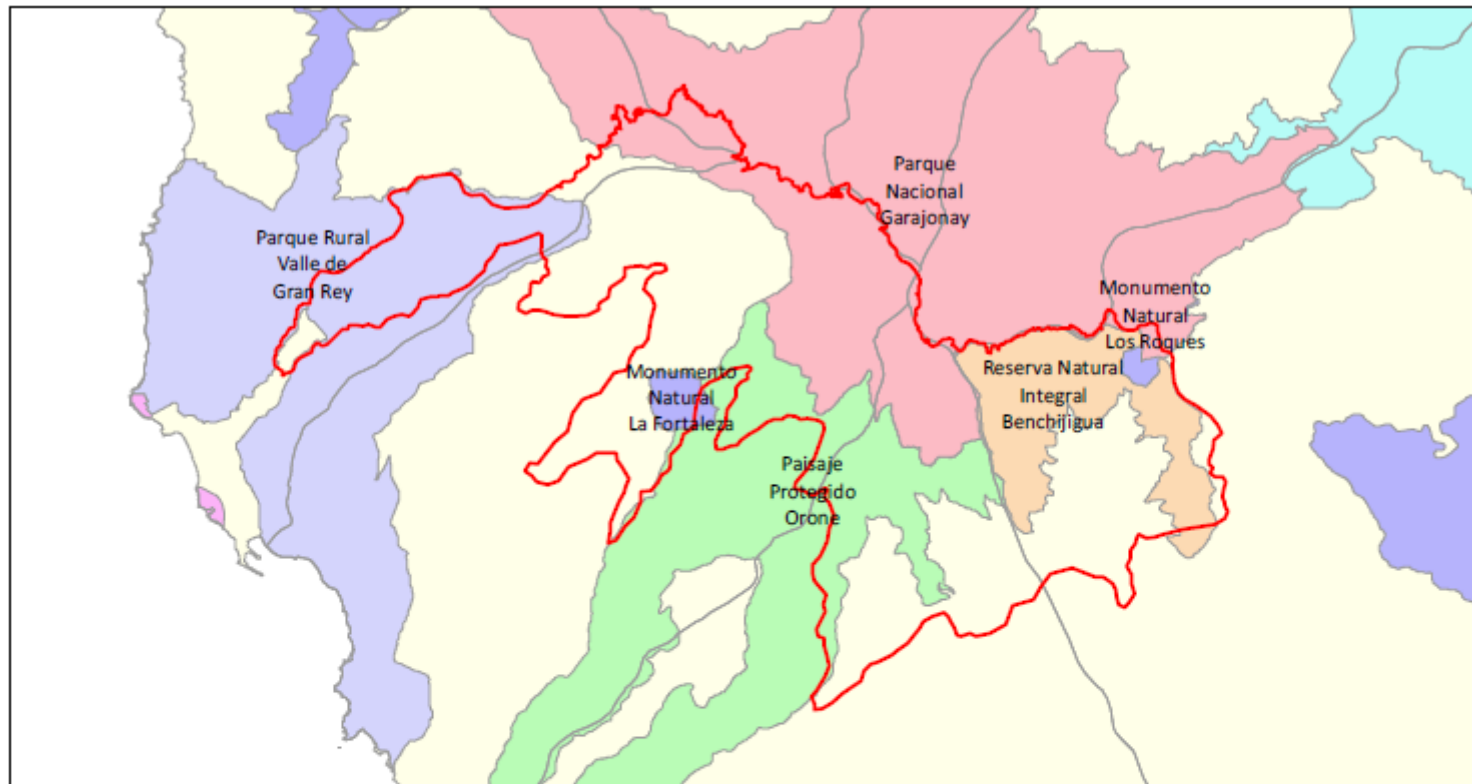 Parque
Nacional
Garajonay
Parque Rural
Valle de
Gran Rey
Monumento
Natural
Los Roques
Monumento
Natural
La Fortaleza
Reserva Natural
Integral
Benchijigua
Paisaje
Protegido
Orone